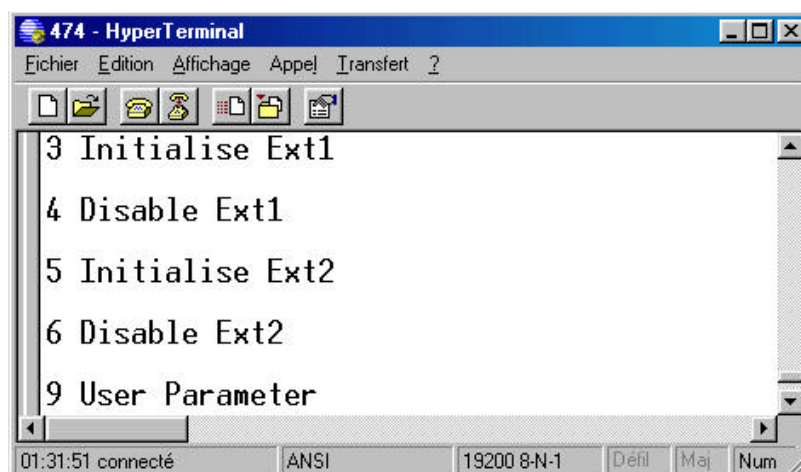 474 - HyperTerminal
Fichier Edition Affichage Appel Transfert ?
3 Initialise Ext1
4 Disable Ext1
5 Initialise Ext2
6 Disable Ext2
9 User Parameter
01:31:51 connecté ANSI 19200 8-N-1 Défil Maj Num